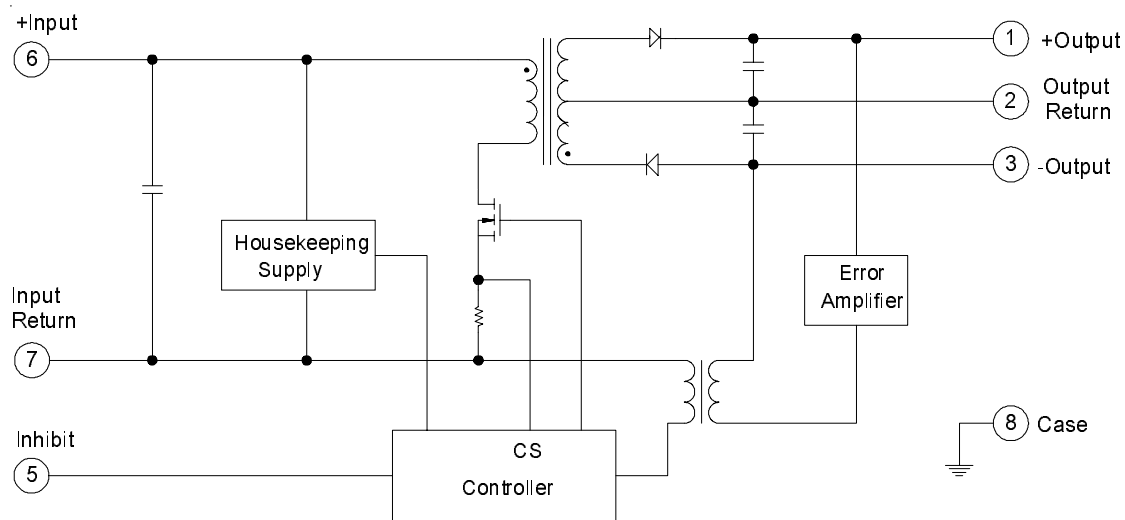 +Input
6
1
+Output
2
Output
Return
3
-Output
Housekeeping
Supply
Error
Amplifier
Input
Return
7
8
Case
Inhibit
5
CS
Controller